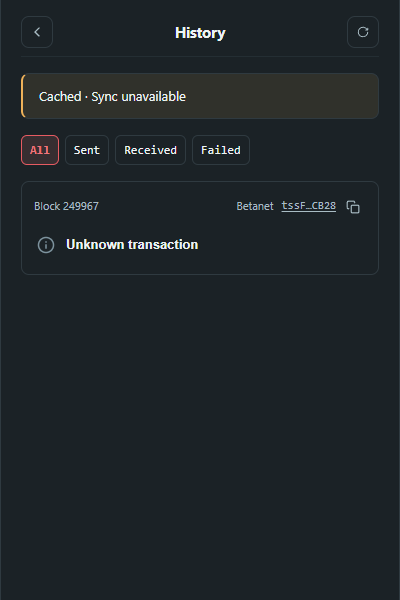 History
Cached · Sync unavailable
All Sent Received Failed
Block 249967 Betanet tssF…CB28
Unknown transaction